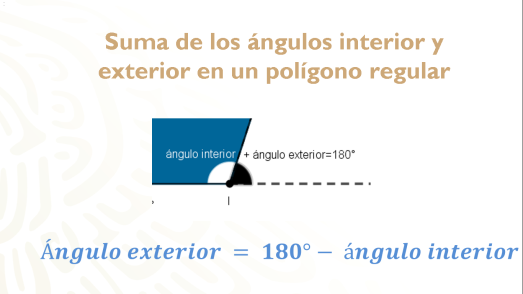 Suma de los ángulos interior y
exterior en un polígono regular
ángulo interior + ángulo exterior=180°
Ángulo exterior = 180° − ángulo interior